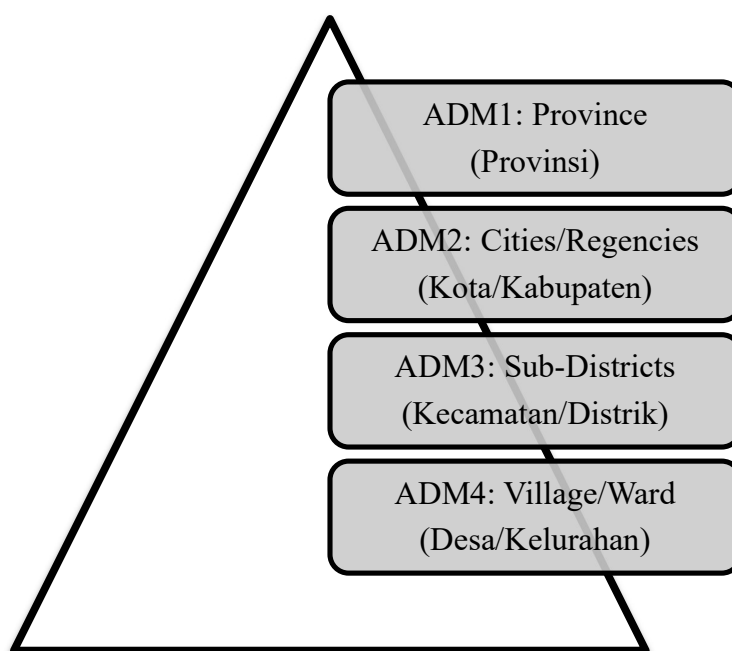 ADM1: Province
(Provinsi)
ADM2: Cities/Regencies
(Kota/Kabupaten)
ADM3: Sub-Districts
(Kecamatan/Distrik)
ADM4: Village/Ward
(Desa/Kelurahan)